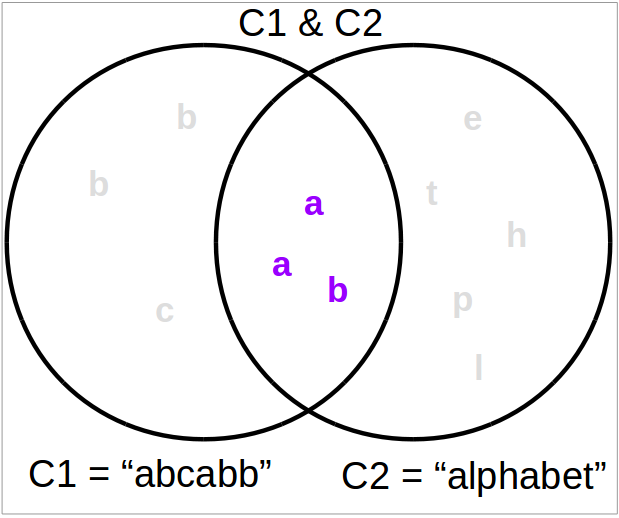 C1 & C2
b
e
b
t
a
h
a
b
p
c
l
C1 = “abcabb”
C2 = “alphabet”